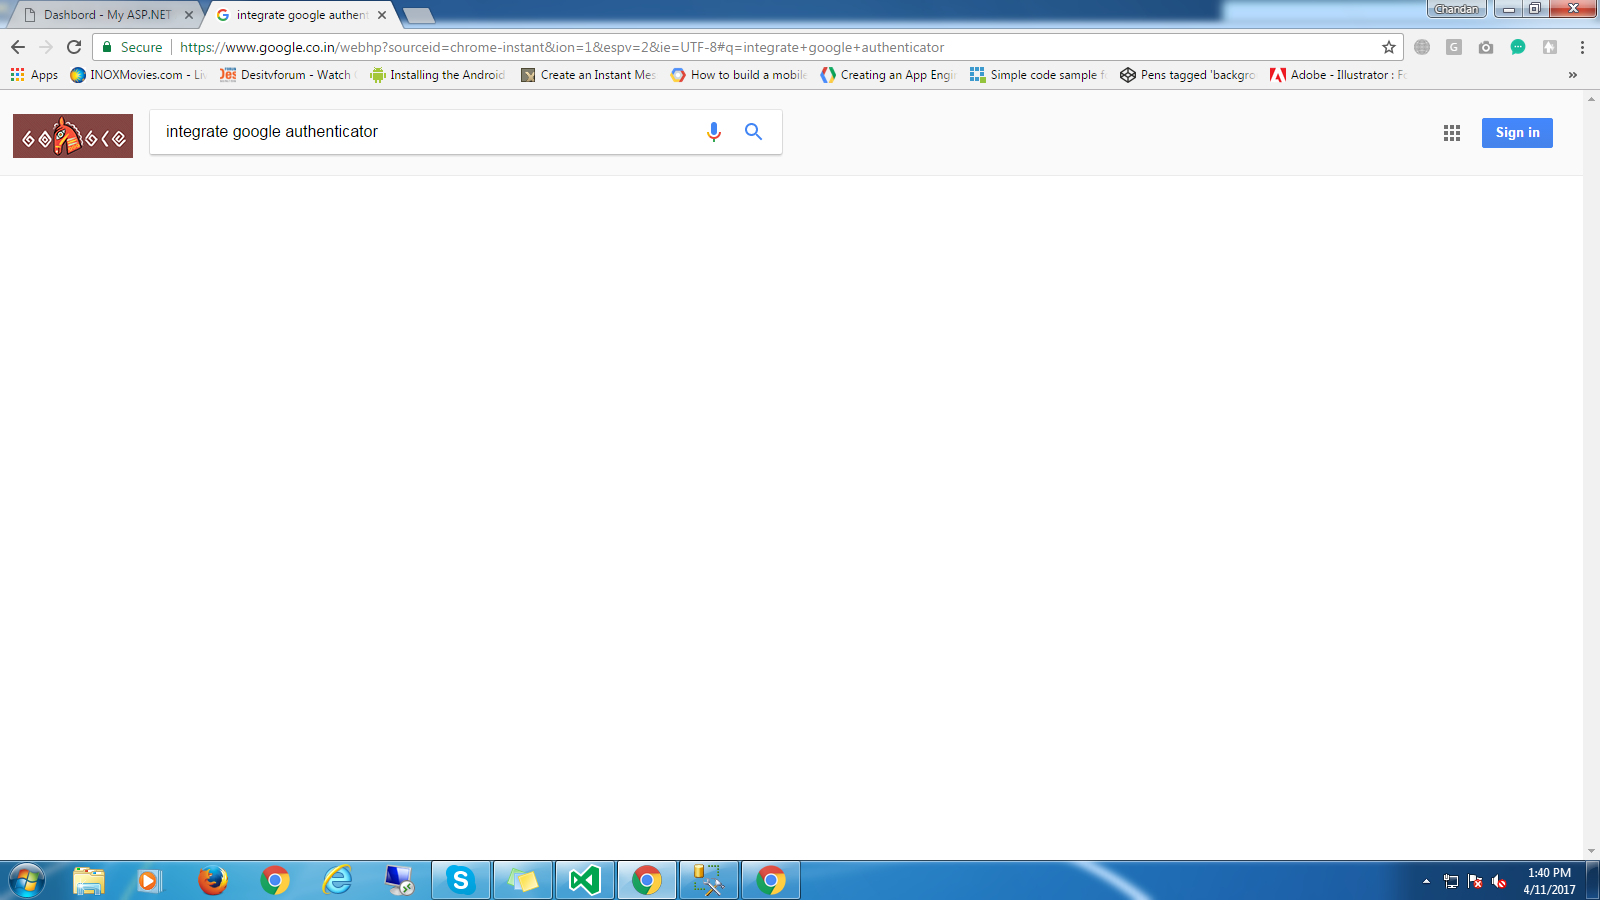 Dashbord - My ASP.NET
integrate google authent
Chandan
Secure
https://www.google.co.in/webhp?sourceid=chrome-instant&ion=1&espv=2&ie=UTF-8#q=integrate+google+authenticator
Apps
INOXMovies.com - Liv
Desitvforum - Watch
Installing the Android
Create an Instant Mes
How to build a mobile
Creating an App Engi
Simple code sample f
Pens tagged 'backgro
Adobe - Illustrator : Fo
integrate google authenticator
Sign in
1:40 PM
4/11/2017